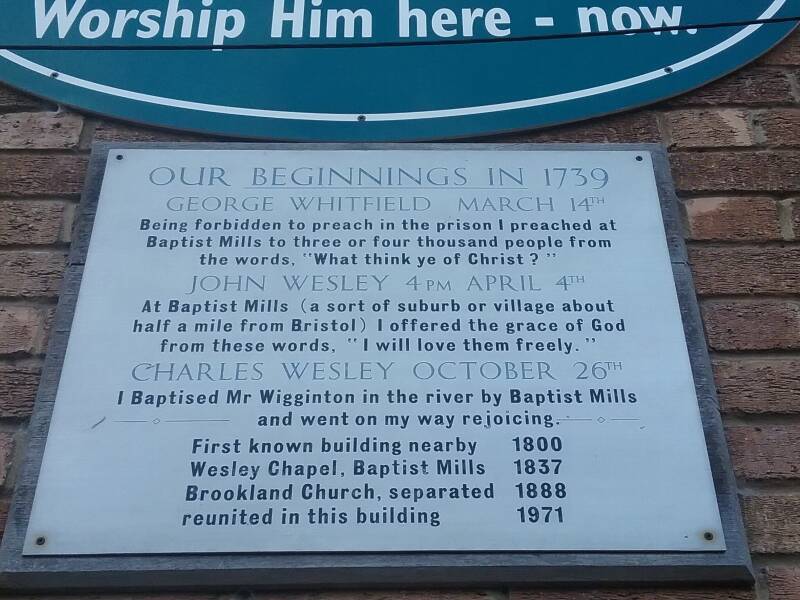 Worship Him here - now.
OUR BEGINNINGS IN 1739
GEORGE WHITFIELD MARCH 14TH
Being forbidden to preach in the prison I preached at
Baptist Mills to three or four thousand people from
the words, "What think ye of Christ?"
JOHN WESLEY 4PM APRIL 4TH
At Baptist Mills (a sort of suburb or village about
half a mile from Bristol) I offered the grace of God
from these words, "I will love them freely."
CHARLES WESLEY OCTOBER 26TH
I Baptised Mr Wigginton in the river by Baptist Mills
and went on my way rejoicing.
First known building nearby 1800
Wesley Chapel, Baptist Mills 1837
Brookland Church, separated 1888
reunited in this building 1971